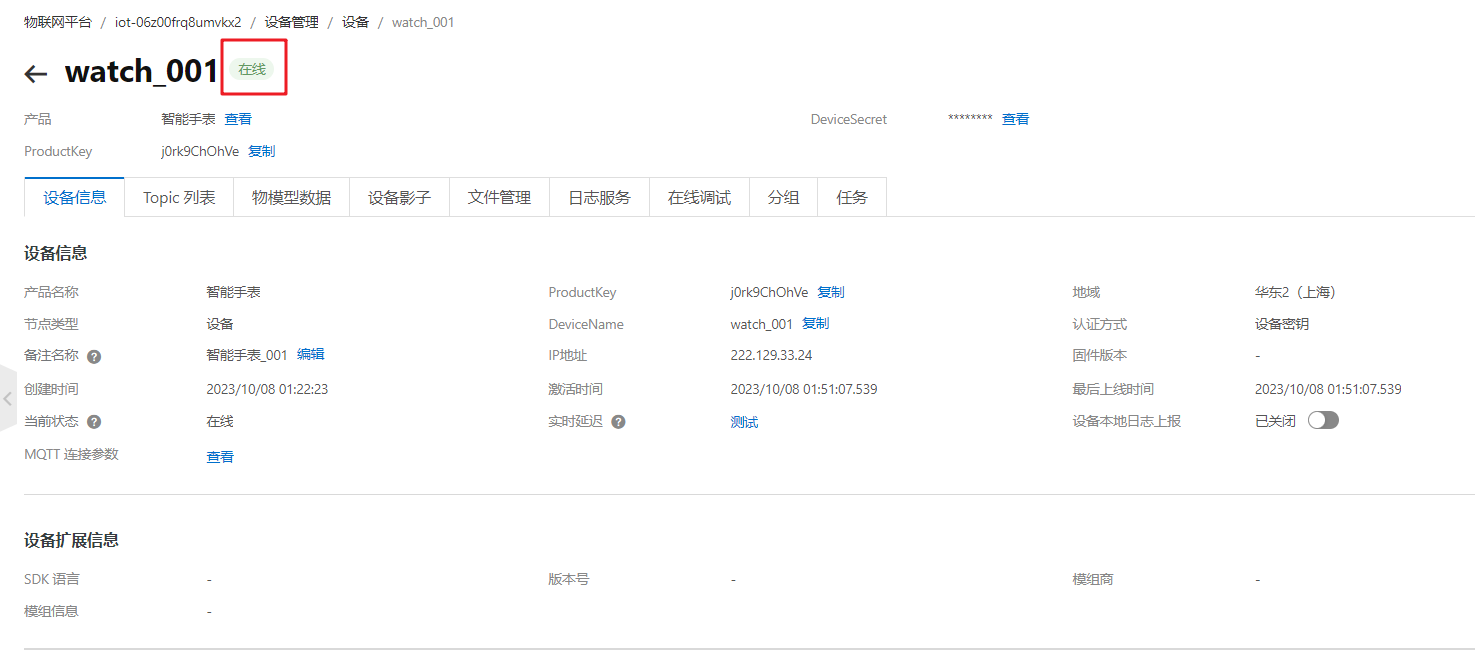 物联网平台 / iot-06z00frq8umvkx2 / 设备管理 / 设备 / watch_001
← watch_001 在线
产品 智能手表 查看 DeviceSecret ******** 查看
ProductKey j0rk9ChOhVe 复制
设备信息 Topic 列表 物模型数据 设备影子 文件管理 日志服务 在线调试 分组 任务
设备信息
产品名称 智能手表 ProductKey j0rk9ChOhVe 复制 地域 华东2（上海）
节点类型 设备 DeviceName watch_001 复制 认证方式 设备密钥
备注名称 ? 智能手表_001 编辑 IP地址 222.129.33.24 固件版本 -
创建时间 2023/10/08 01:22:23 激活时间 2023/10/08 01:51:07.539 最后上线时间 2023/10/08 01:51:07.539
当前状态 ? 在线 实时延迟 ? 测试 设备本地日志上报 已关闭
MQTT 连接参数 查看
设备扩展信息
SDK 语言 - 版本号 - 模组商 -
模组信息 -